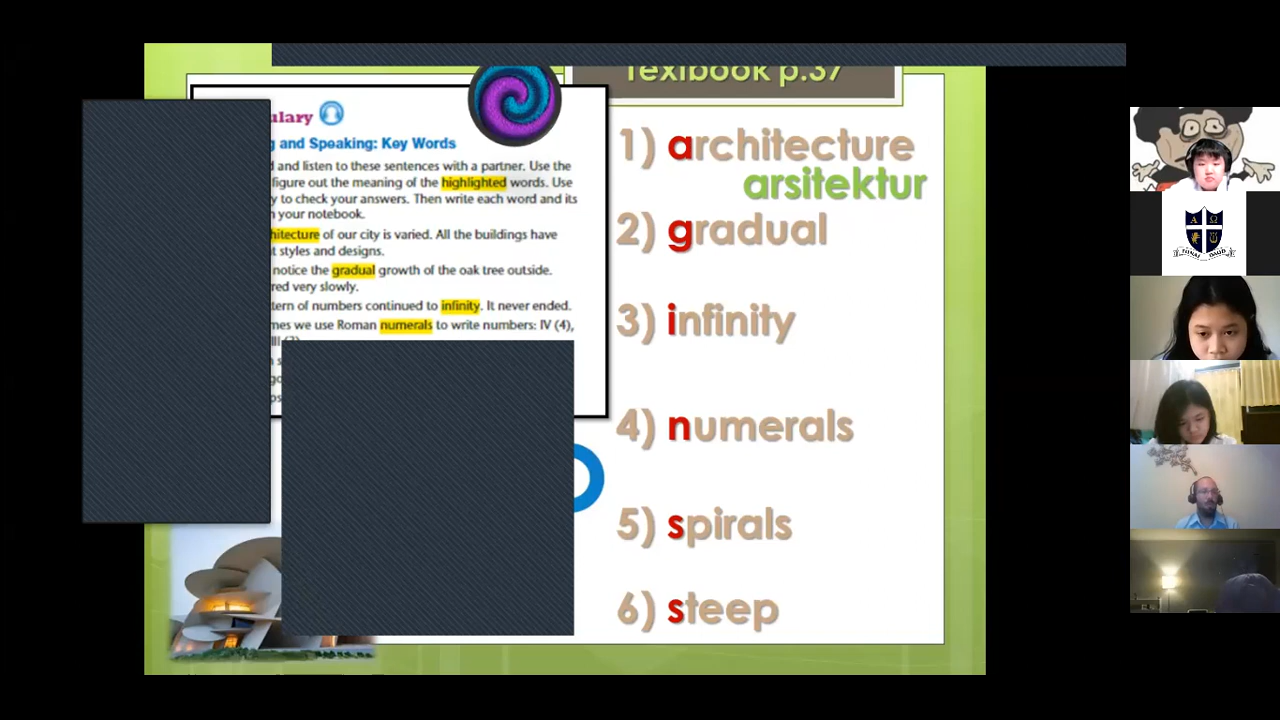 Textbook p.37
ulary
g and Speaking: Key Words
d and listen to these sentences with a partner. Use the
figure out the meaning of the highlighted words. Use
y to check your answers. Then write each word and its
n your notebook.
hitecture of our city is varied. All the buildings have
t styles and designs.
notice the gradual growth of the oak tree outside.
red very slowly.
tern of numbers continued to infinity. It never ended.
mes we use Roman numerals to write numbers: IV (4),
1) architecture
arsitektur
2) gradual
3) infinity
4) numerals
5) spirals
6) steep
Α Ω